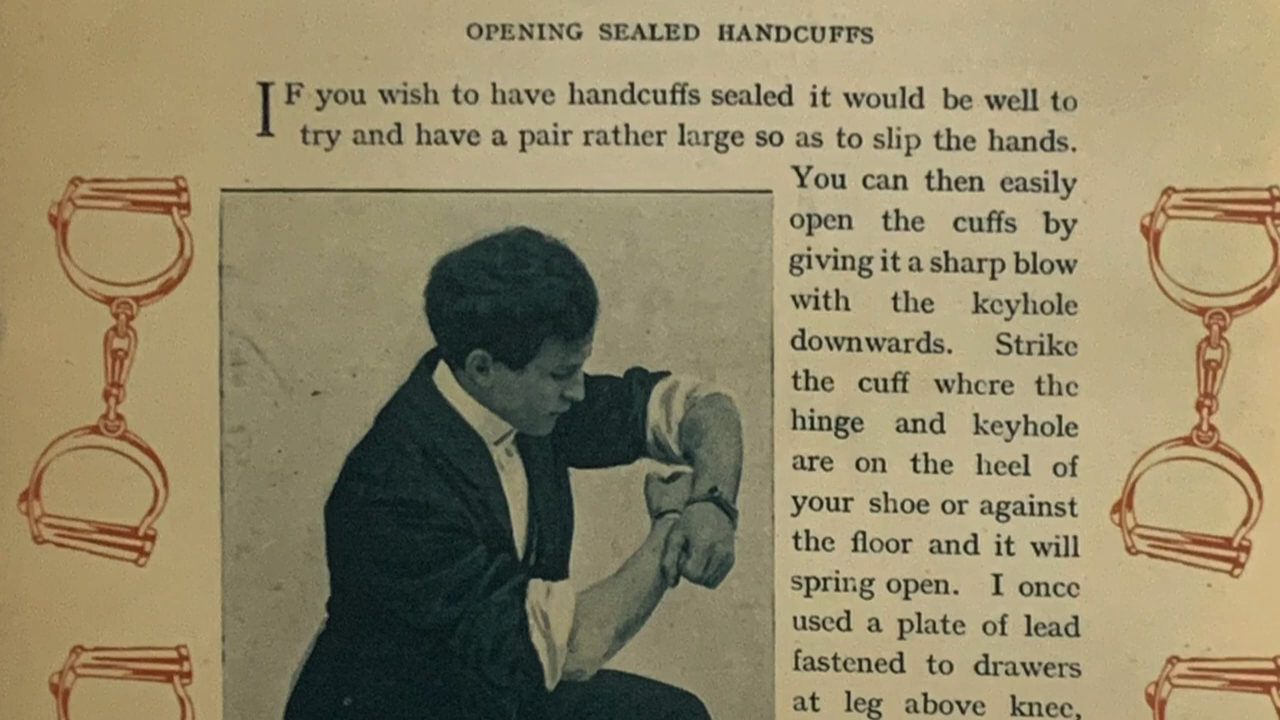 OPENING SEALED HANDCUFFS
IF you wish to have handcuffs sealed it would be well to
try and have a pair rather large so as to slip the hands.
You can then easily
open the cuffs by
giving it a sharp blow
with the keyhole
downwards. Strike
the cuff where the
hinge and keyhole
are on the heel of
your shoe or against
the floor and it will
spring open. I once
used a plate of lead
fastened to drawers
at leg above knee,